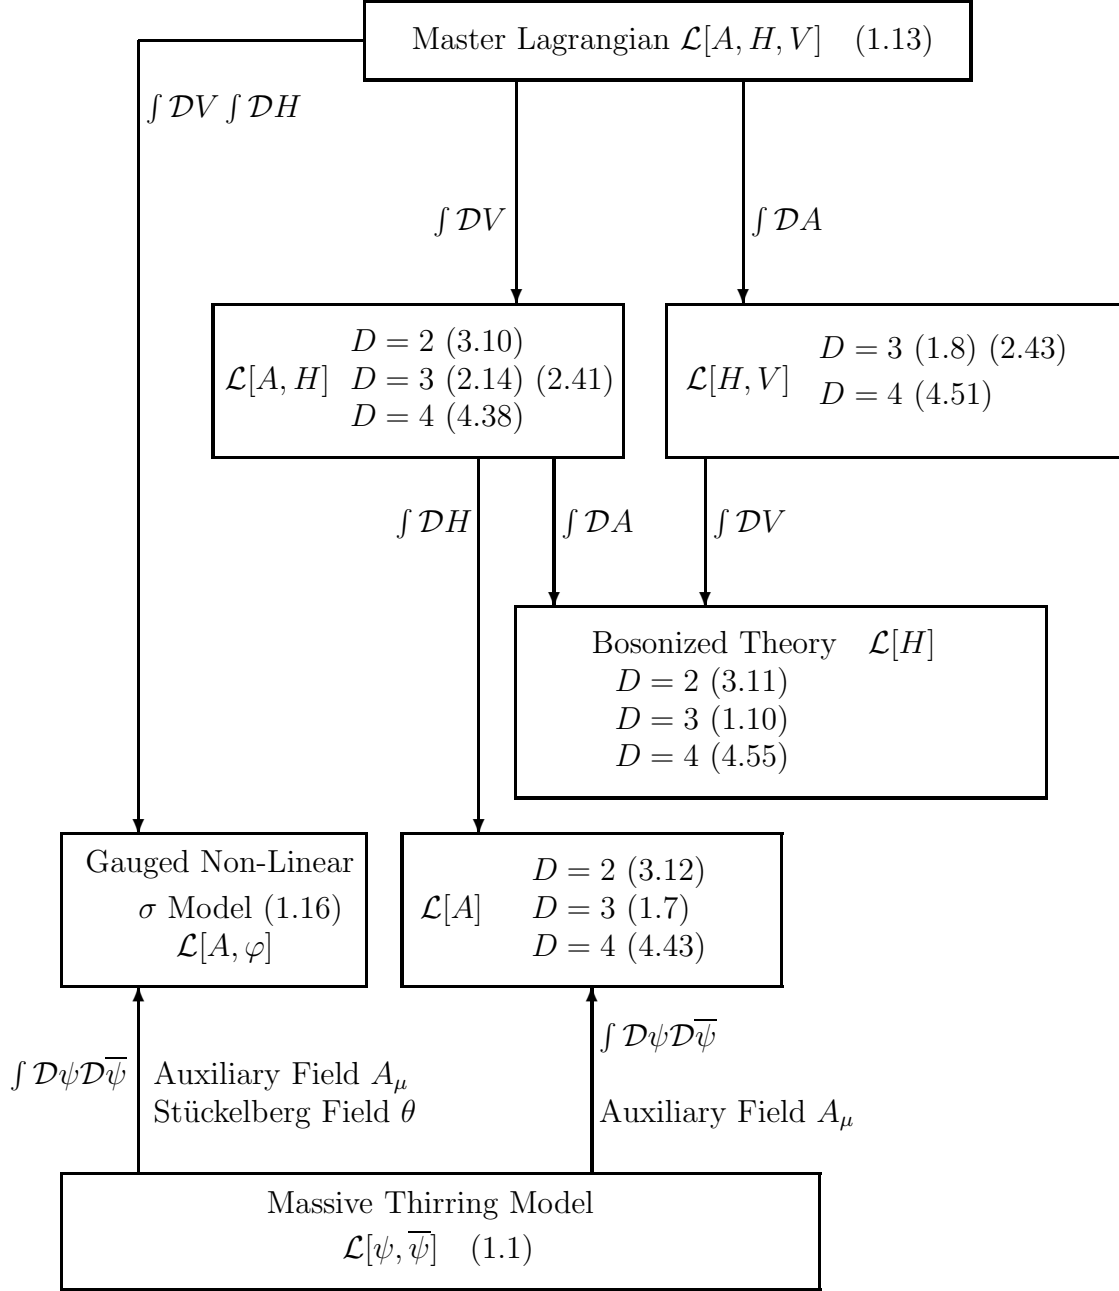 Master Lagrangian 𝓛[A, H, V] (1.13)
∫ 𝒟V ∫ 𝒟H
∫ 𝒟V
∫ 𝒟A
D = 2 (3.10)
𝓛[A, H] D = 3 (2.14) (2.41)
D = 4 (4.38)
D = 3 (1.8) (2.43)
𝓛[H, V]
D = 4 (4.51)
∫ 𝒟H
∫ 𝒟A
∫ 𝒟V
Bosonized Theory 𝓛[H]
D = 2 (3.11)
D = 3 (1.10)
D = 4 (4.55)
Gauged Non-Linear
σ Model (1.16)
𝓛[A, φ]
D = 2 (3.12)
𝓛[A] D = 3 (1.7)
D = 4 (4.43)
∫ 𝒟ψ𝒟ψ̅
Auxiliary Field A_μ
Stückelberg Field θ
∫ 𝒟ψ𝒟ψ̅
Auxiliary Field A_μ
Massive Thirring Model
𝓛[ψ, ψ̅] (1.1)